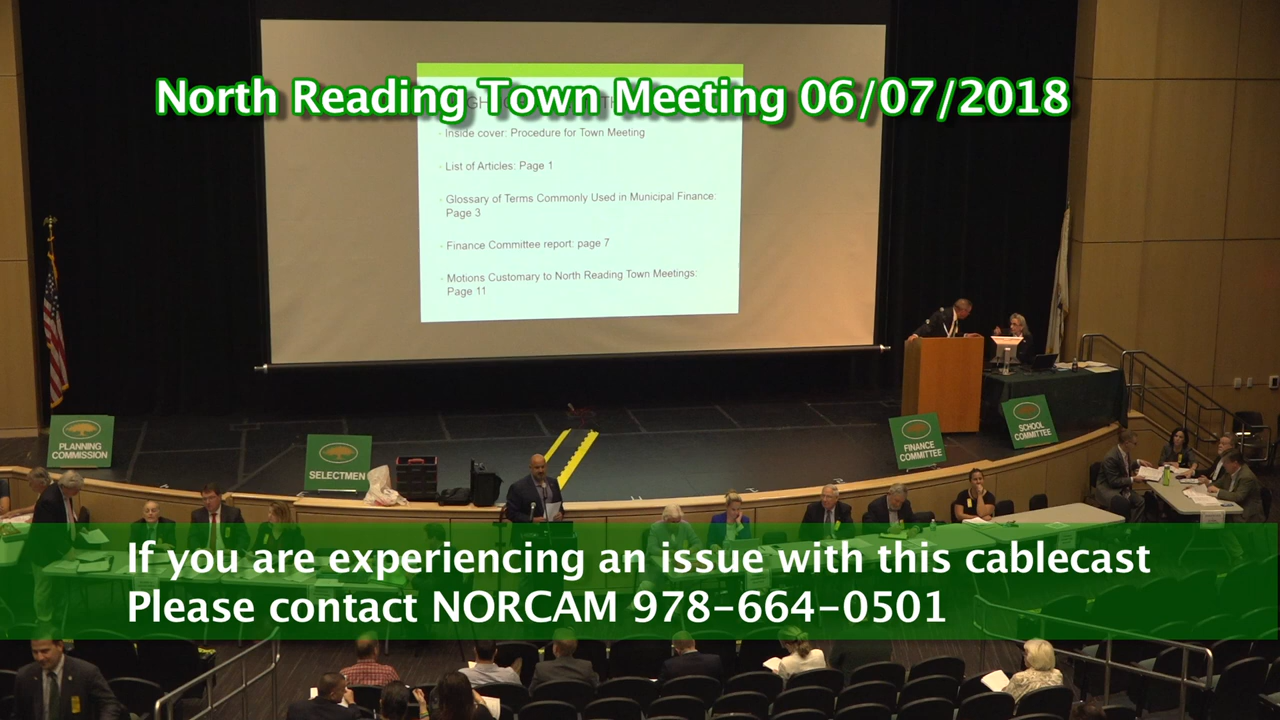 North Reading Town Meeting 06/07/2018
· Inside cover: Procedure for Town Meeting
· List of Articles: Page 1
· Glossary of Terms Commonly Used in Municipal Finance:
Page 3
· Finance Committee report: page 7
· Motions Customary to North Reading Town Meetings:
Page 11
PLANNING
COMMISSION
SELECTMEN
FINANCE
COMMITTEE
SCHOOL
COMMITTEE
If you are experiencing an issue with this cablecast
Please contact NORCAM 978-664-0501